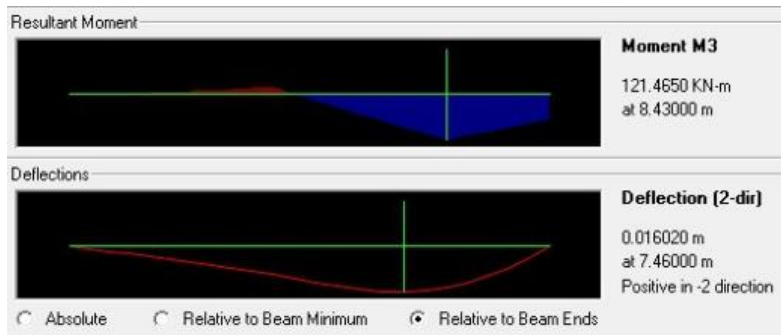 Resultant Moment
Moment M3
121.4650 KN-m
at 8.43000 m
Deflections
Deflection (2-dir)
0.016020 m
at 7.46000 m
Positive in -2 direction
Absolute Relative to Beam Minimum Relative to Beam Ends